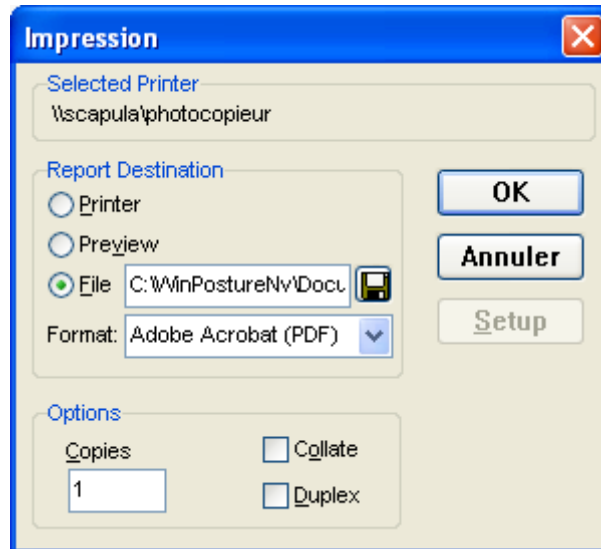 Impression
Selected Printer
\\scapula\photocopieur
Report Destination
Printer
Preview
File C:\WinPostureNv\Docu
Format: Adobe Acrobat (PDF)
OK
Annuler
Setup
Options
Copies
1
Collate
Duplex